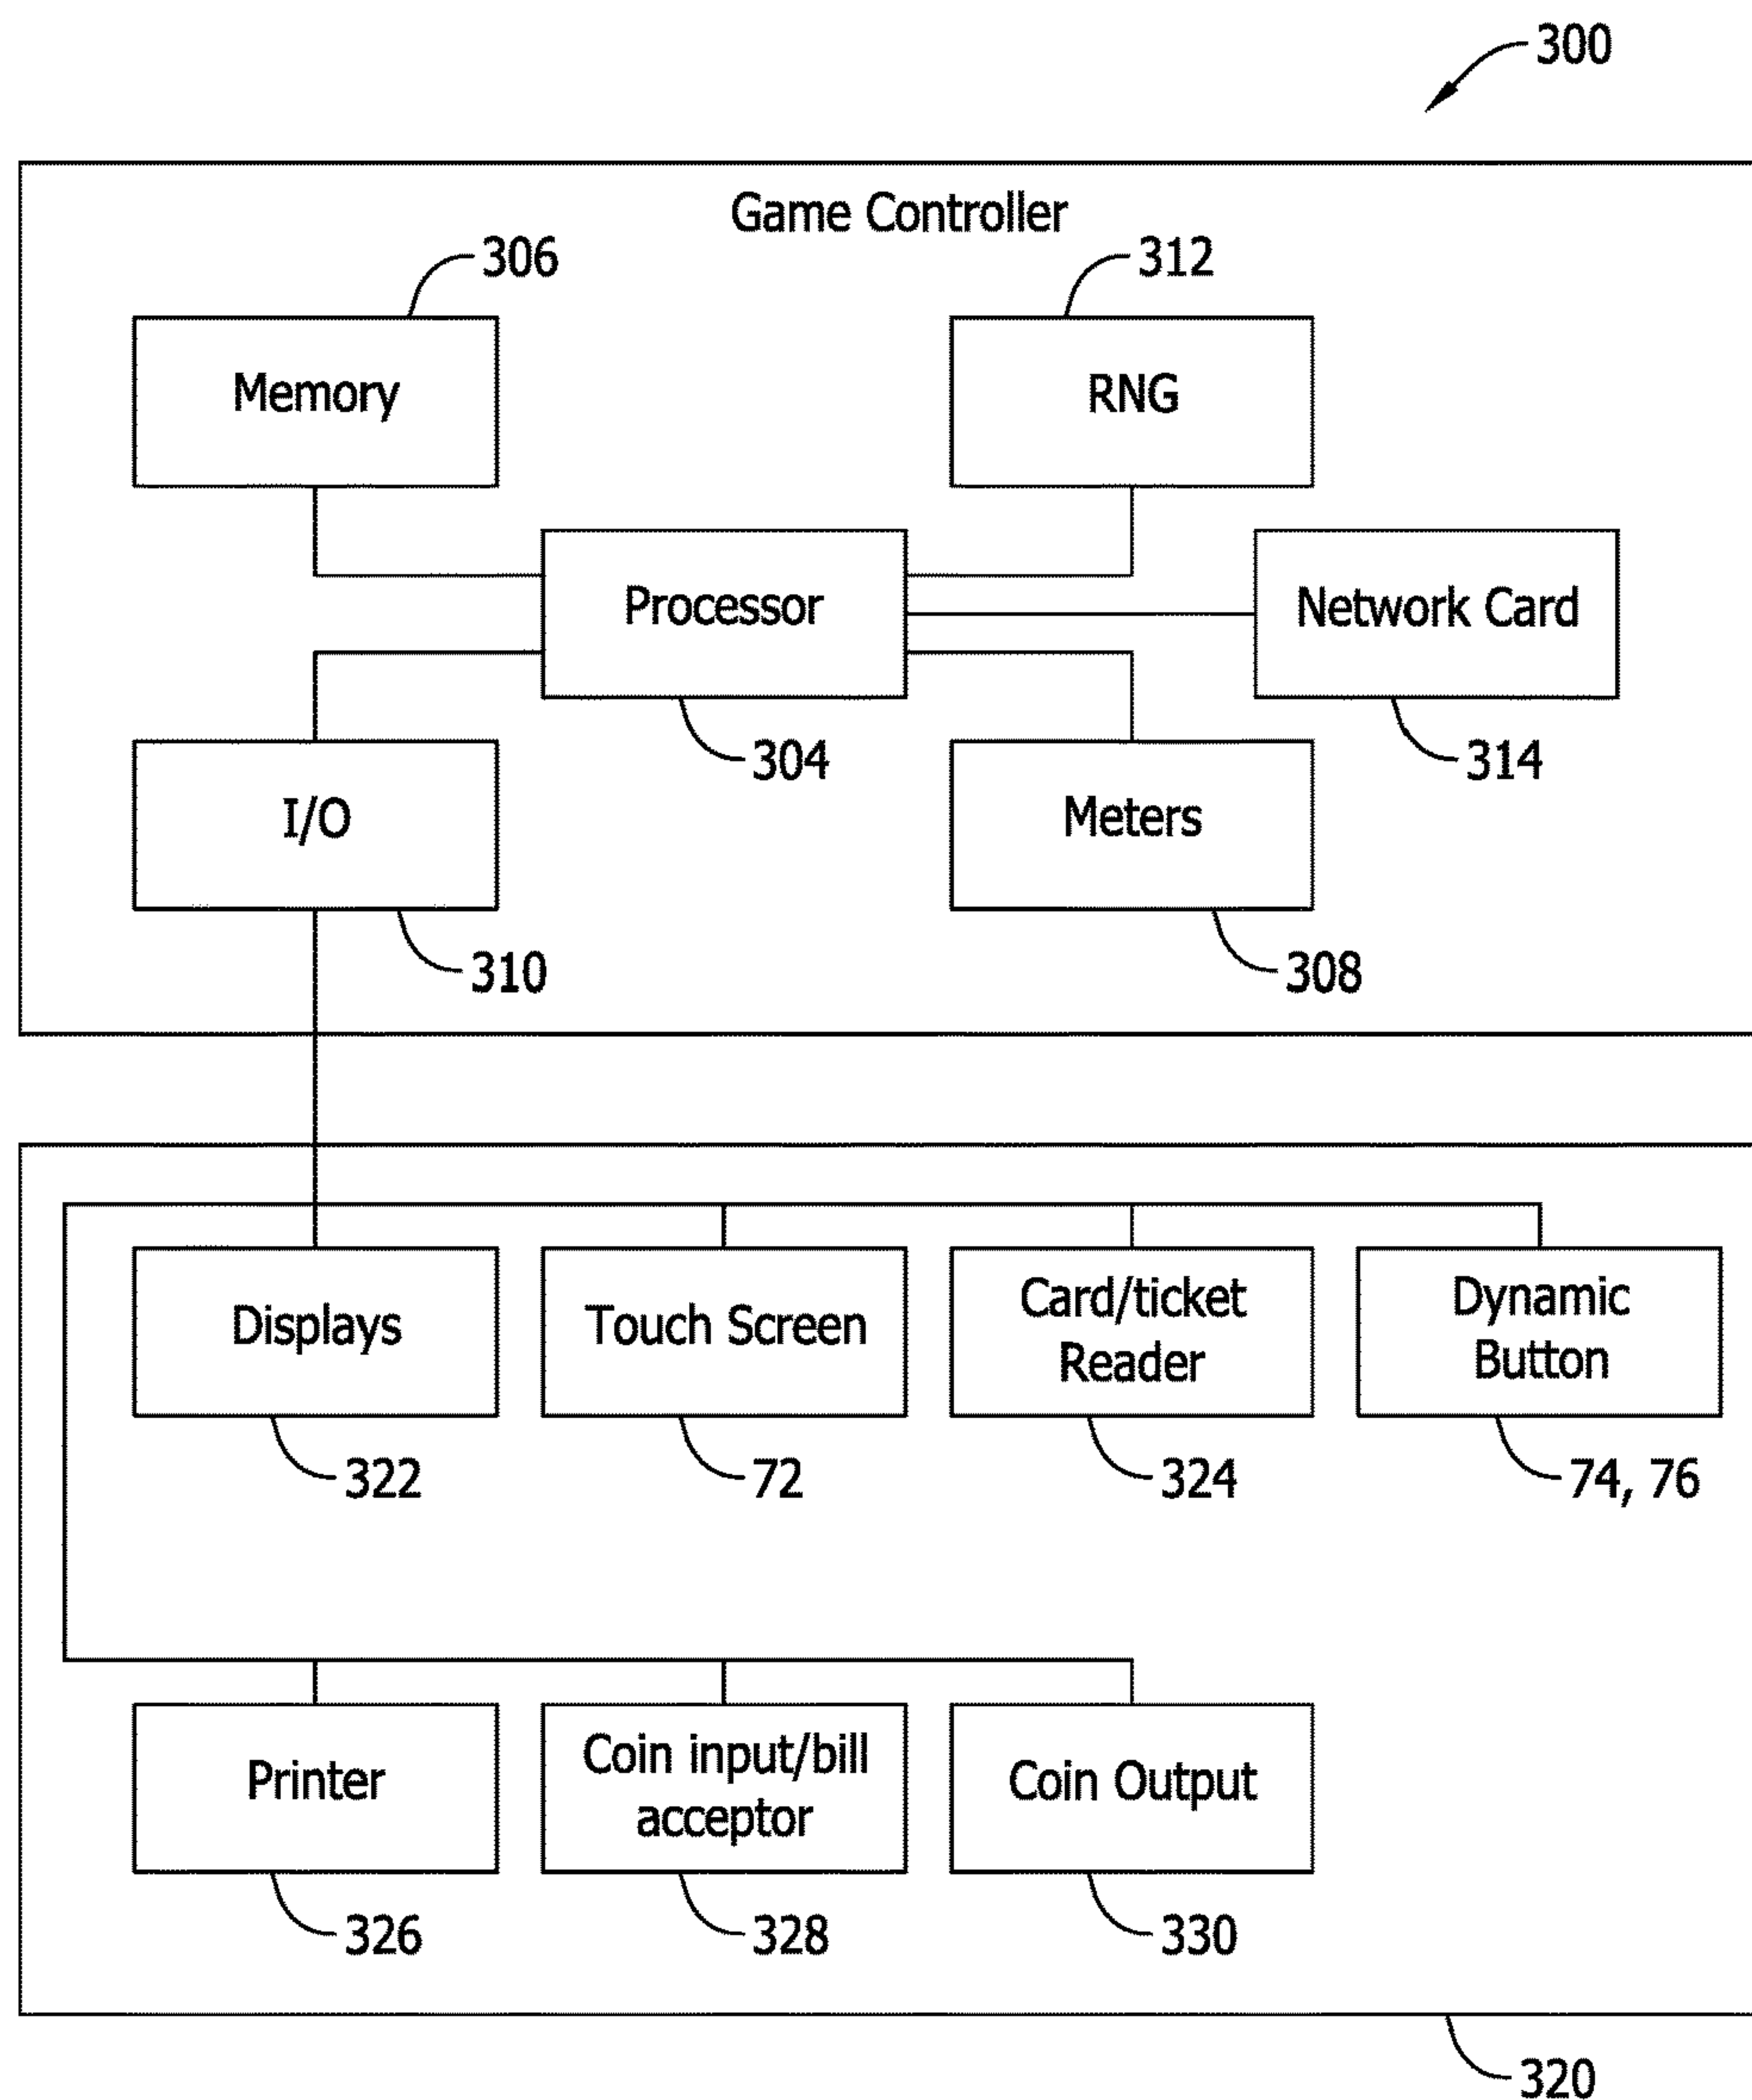 300
Game Controller
306
312
Memory
RNG
Processor
Network Card
304
314
I/O
Meters
310
308
Displays
Touch Screen
Card/ticket
Reader
Dynamic
Button
322
72
324
74, 76
Printer
Coin input/bill
acceptor
Coin Output
326
328
330
320